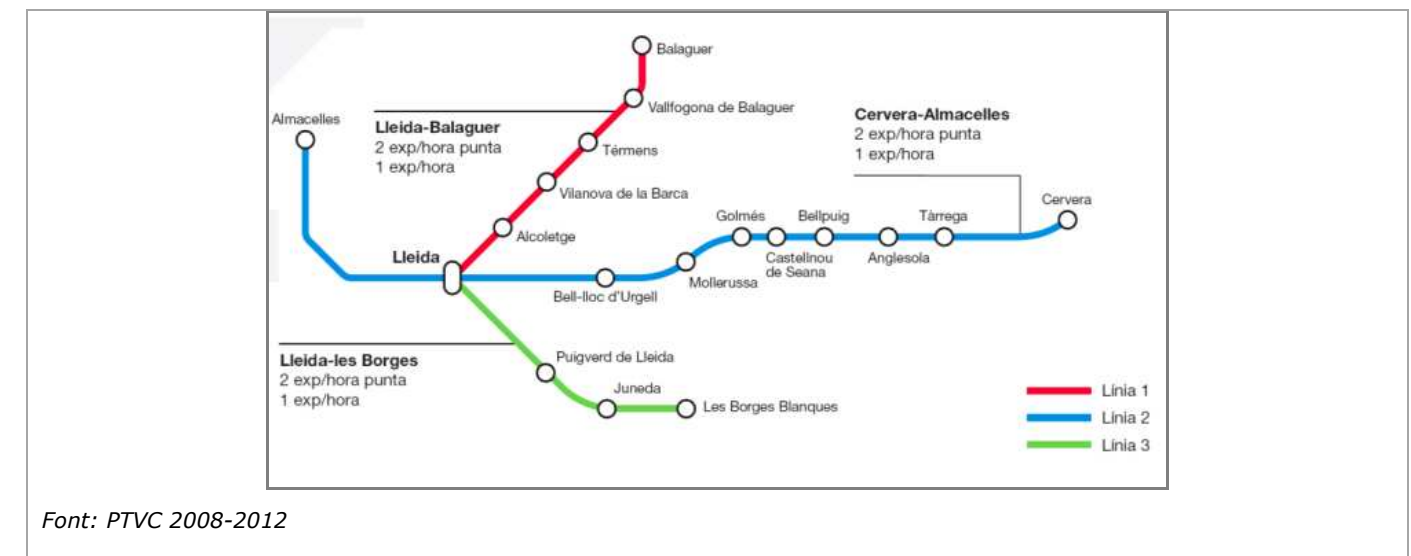 Balaguer
Vallfogona de Balaguer
Almacelles
Lleida-Balaguer
2 exp/hora punta
1 exp/hora
Cervera-Almacelles
2 exp/hora punta
1 exp/hora
Térmens
Vilanova de la Barca
Cervera
Golmés
Bellpuig
Tàrrega
Alcoletge
Lleida
Castellnou
de Seana
Anglesola
Mollerussa
Bell-lloc d'Urgell
Lleida-les Borges
2 exp/hora punta
1 exp/hora
Puigverd de Lleida
Juneda
Les Borges Blanques
Línia 1
Línia 2
Línia 3
Font: PTVC 2008-2012